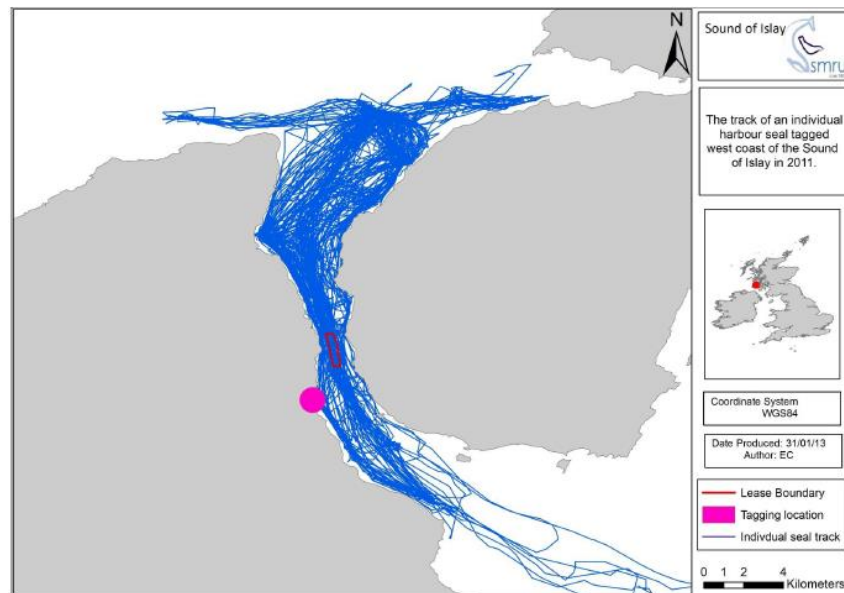 N
Sound of Islay
smru
The track of an individual
harbour seal tagged
west coast of the Sound
of Islay in 2011.
Coordinate System
WGS84
Date Produced: 31/01/13
Author: EC
Lease Boundary
Tagging location
Indivdual seal track
0 1 2 4
Kilometers